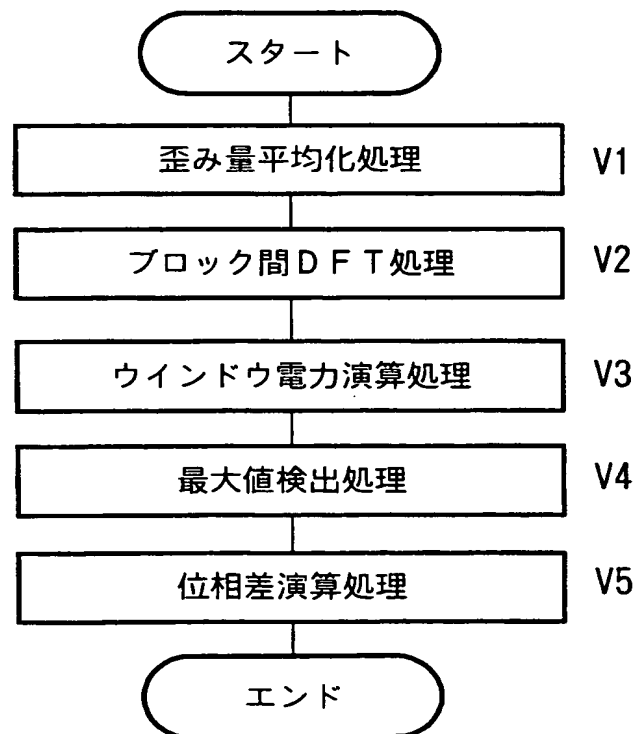 スタート
歪み量平均化処理 V1
ブロック間DFT処理 V2
ウインドウ電力演算処理 V3
最大値検出処理 V4
位相差演算処理 V5
エンド